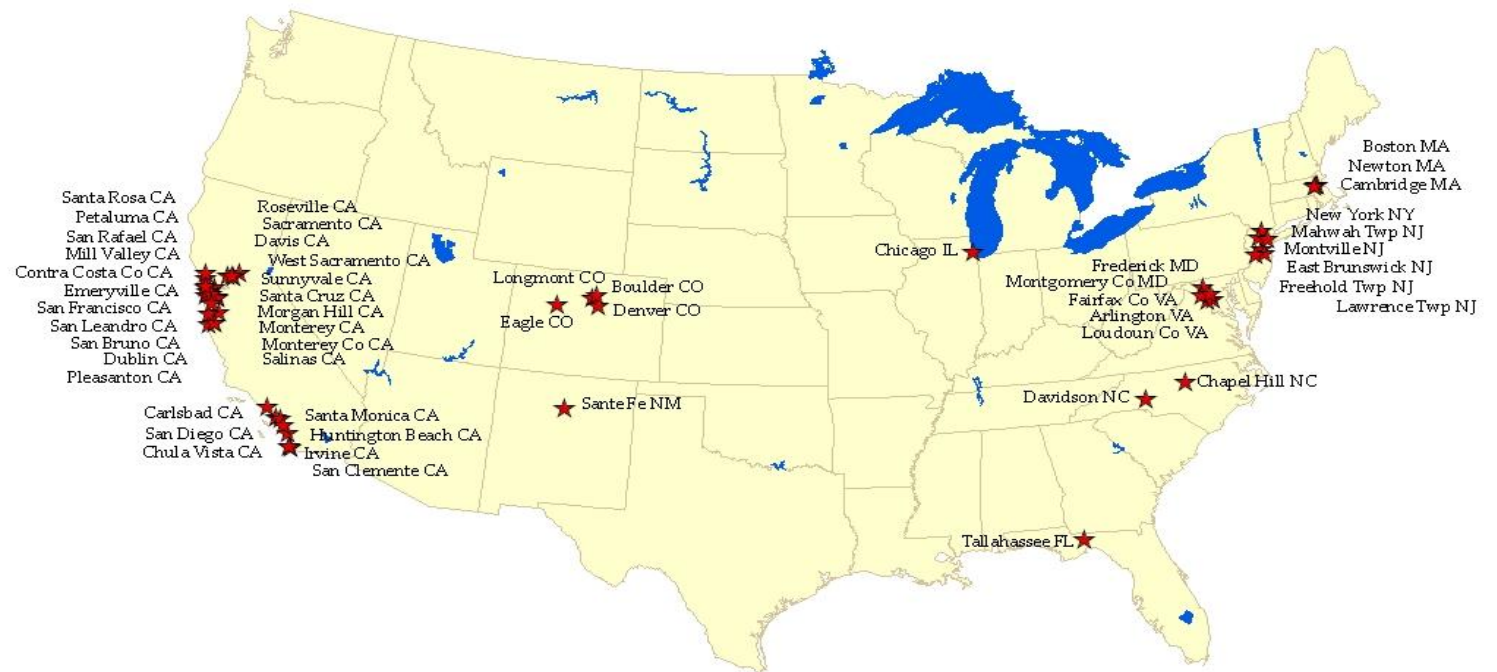 Santa Rosa CA
Petaluma CA
San Rafael CA
Mill Valley CA
Contra Costa Co CA
Emeryville CA
San Francisco CA
San Leandro CA
San Bruno CA
Dublin CA
Pleasanton CA
Roseville CA
Sacramento CA
Davis CA
West Sacramento CA
Sunnyvale CA
Santa Cruz CA
Morgan Hill CA
Monterey CA
Monterey Co CA
Salinas CA
Carlsbad CA
San Diego CA
Chula Vista CA
Santa Monica CA
Huntington Beach CA
Irvine CA
San Clemente CA
Longmont CO
Boulder CO
Eagle CO
Denver CO
Sante Fe NM
Chicago IL
Boston MA
Newton MA
Cambridge MA
New York NY
Mahwah Twp NJ
Montville NJ
East Brunswick NJ
Freehold Twp NJ
Lawrence Twp NJ
Frederick MD
Montgomery Co MD
Fairfax Co VA
Arlington VA
Loudoun Co VA
Chapel Hill NC
Davidson NC
Tallahassee FL